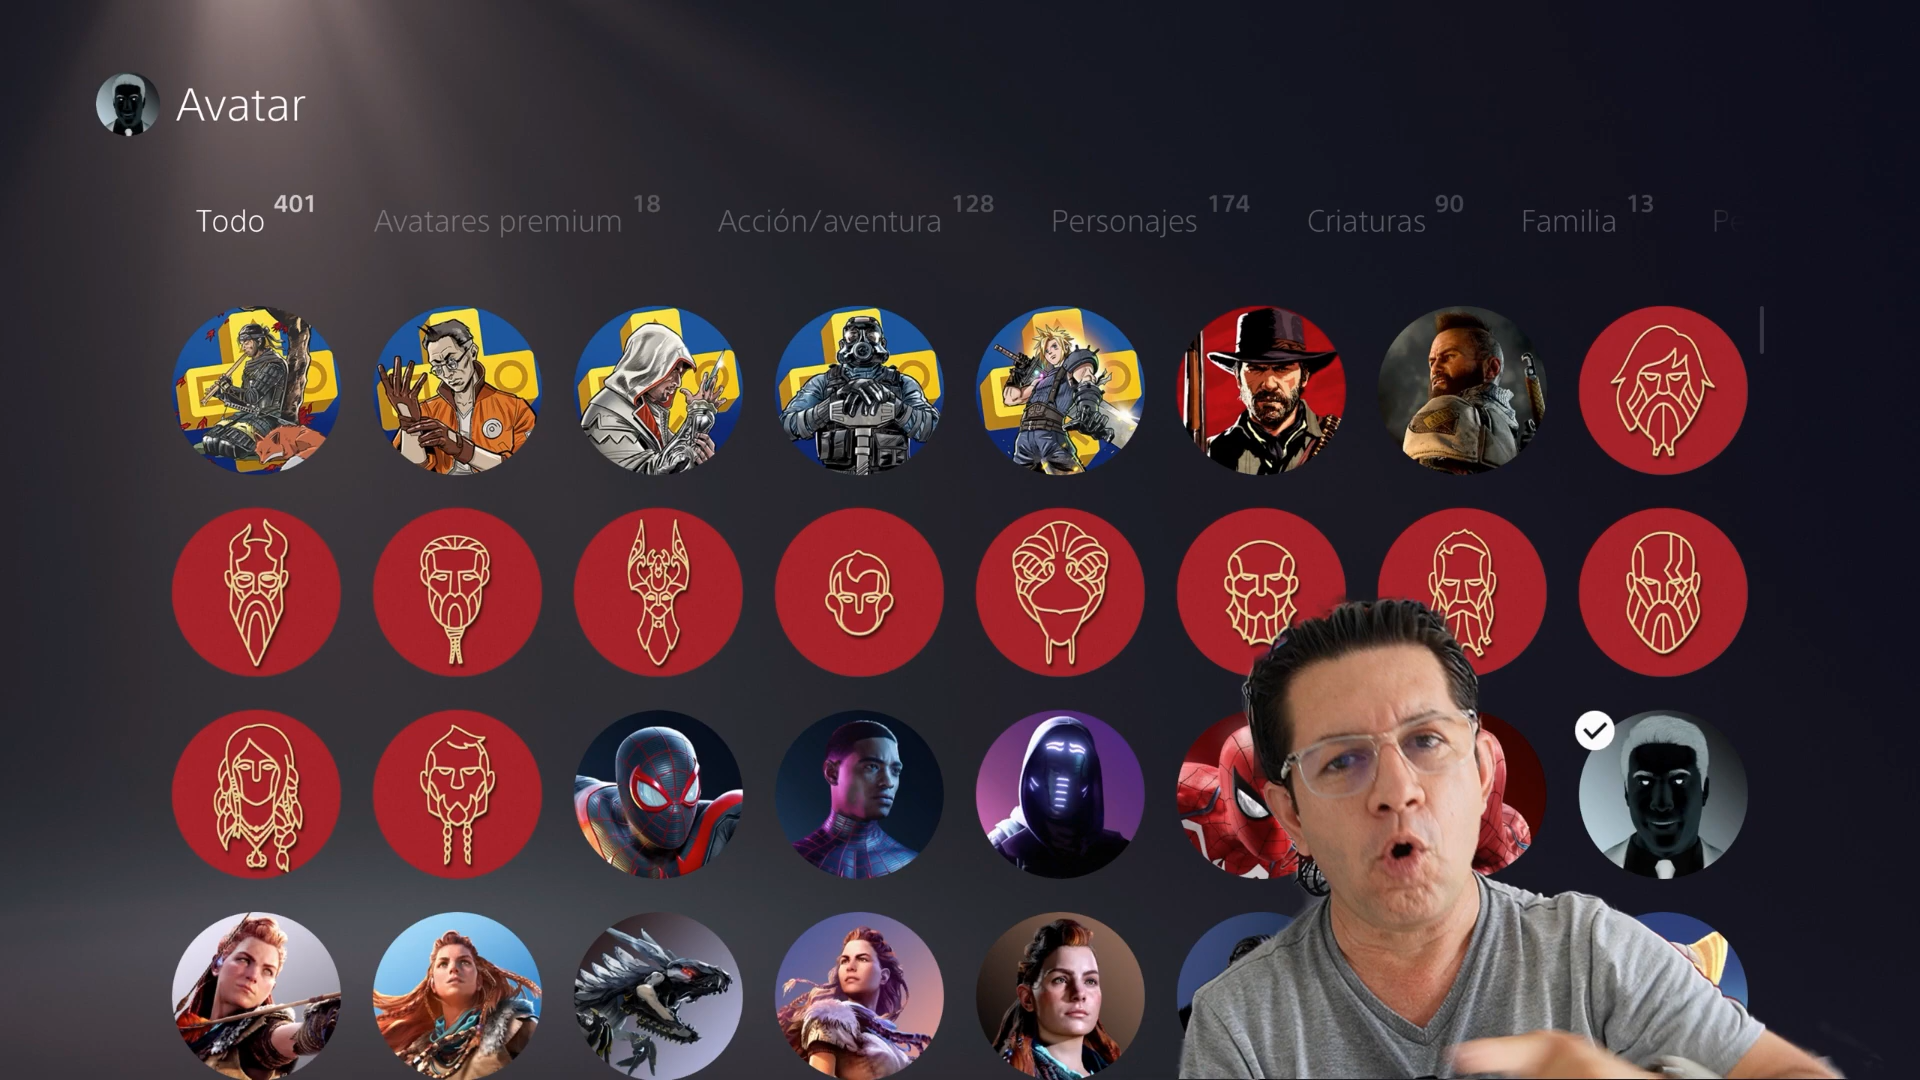 Avatar
Todo 401
Avatares premium 18
Acción/aventura 128
Personajes 174
Criaturas 90
Familia 13